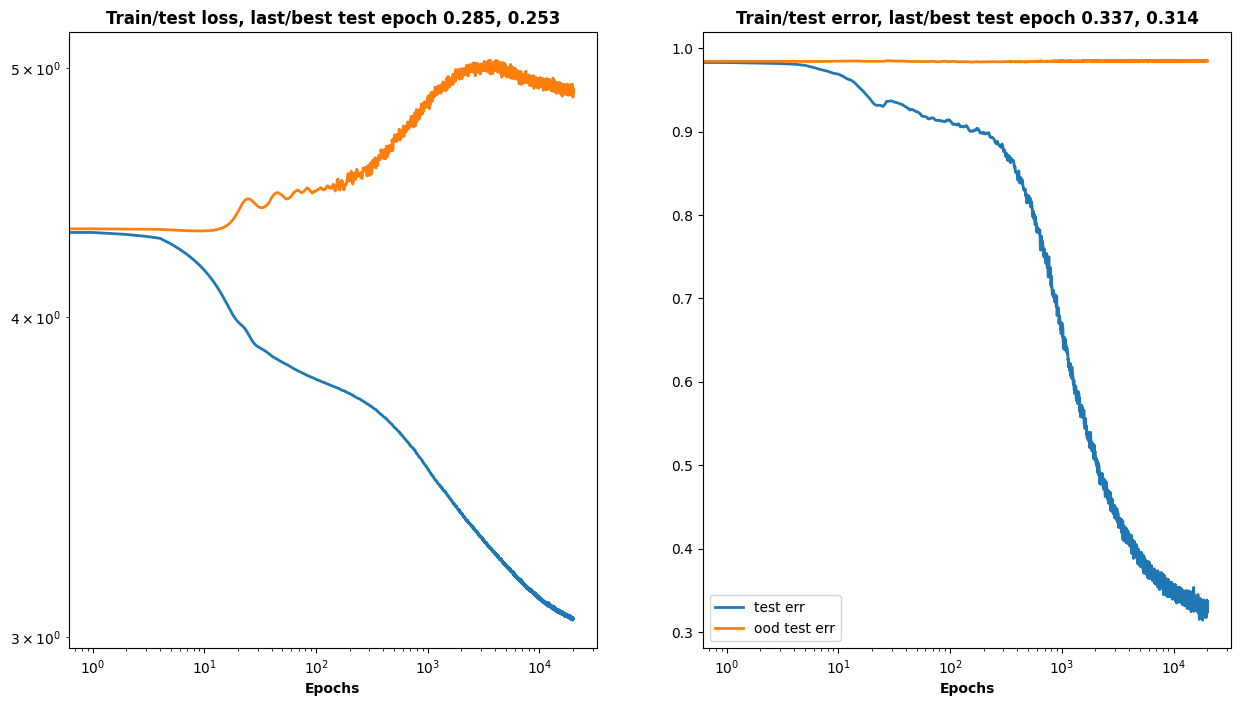 Train/test loss, last/best test epoch 0.285, 0.253
5 × 10⁰
4 × 10⁰
3 × 10⁰
10⁰ 10¹ 10² 10³ 10⁴
Epochs
Train/test error, last/best test epoch 0.337, 0.314
1.0
0.9
0.8
0.7
0.6
0.5
0.4
0.3
test err
ood test err
10⁰ 10¹ 10² 10³ 10⁴
Epochs